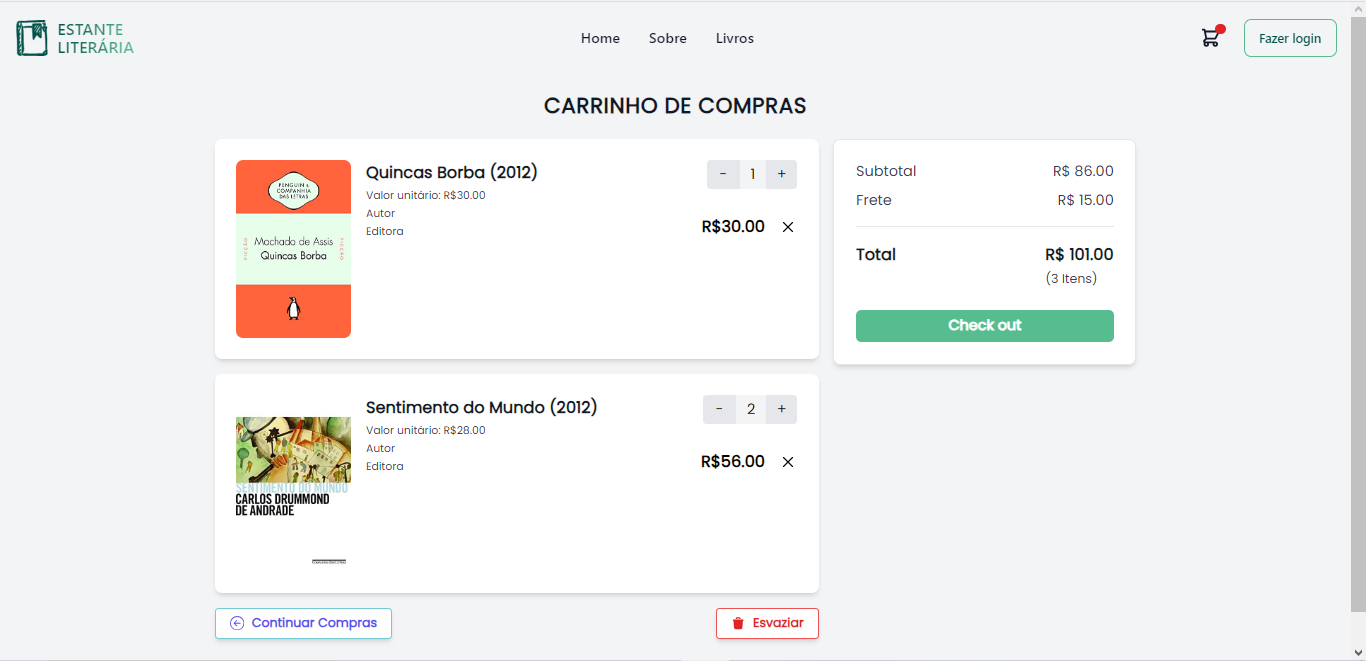 ESTANTE
LITERÁRIA
Home
Sobre
Livros
Fazer login
CARRINHO DE COMPRAS
PENGUIN &
COMPANHIA
DAS LETRAS
FICÇÃO
Machado de Assis
Quincas Borba
FICÇÃO
Quincas Borba (2012)
Valor unitário: R$30.00
Autor
Editora
- 1 +
R$30.00
SENTIMENTO DO MUNDO
CARLOS DRUMMOND
DE ANDRADE
Sentimento do Mundo (2012)
Valor unitário: R$28.00
Autor
Editora
- 2 +
R$56.00
Continuar Compras
Esvaziar
Subtotal R$ 86.00
Frete R$ 15.00
Total R$ 101.00
(3 Itens)
Check out